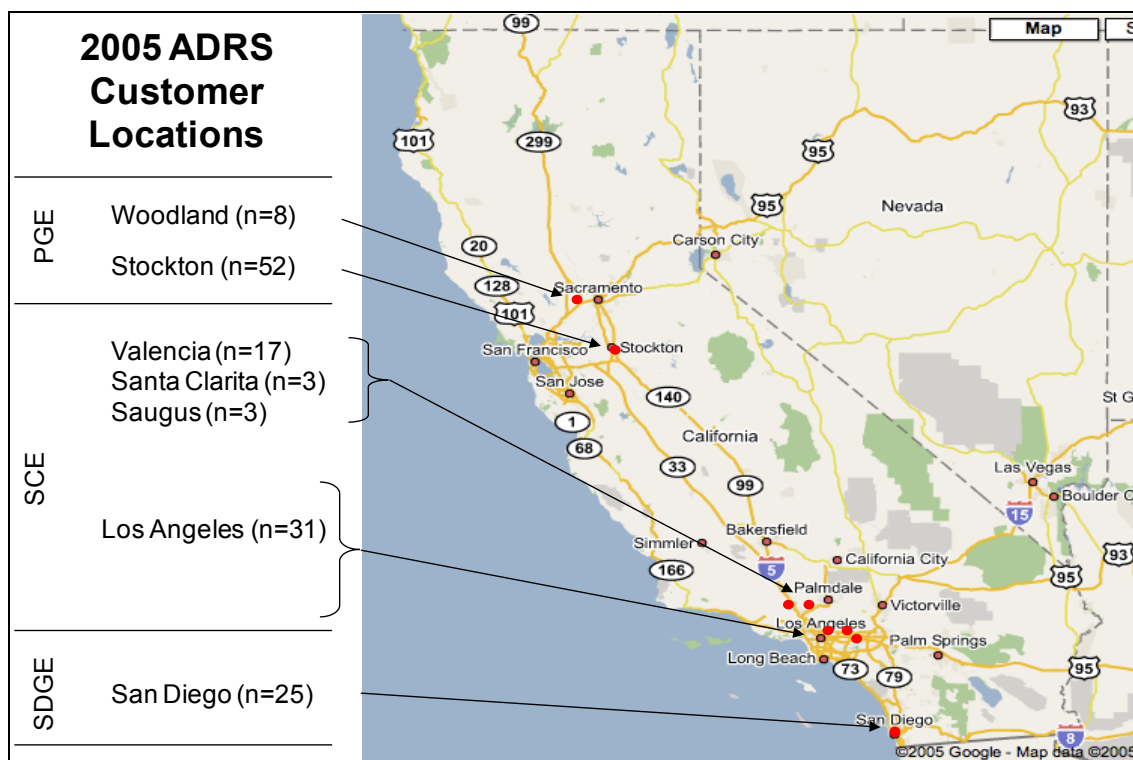 2005 ADRS
Customer
Locations
PGE
Woodland (n=8)
Stockton (n=52)
SCE
Valencia (n=17)
Santa Clarita (n=3)
Saugus (n=3)
Los Angeles (n=31)
SDGE
San Diego (n=25)
Map
S
99
101
299
95
93
95
Nevada
Carson City
20
128
101
Sacramento
San Francisco
Stockton
San Jose
140
1
68
California
33
99
St G
Las Vegas
Boulder C
15
Bakersfield
Simmler
5
California City
93
166
95
Palmdale
Victorville
Los Angeles
Palm Springs
Long Beach
73
79
95
San Diego
8
©2005 Google - Map data ©2005